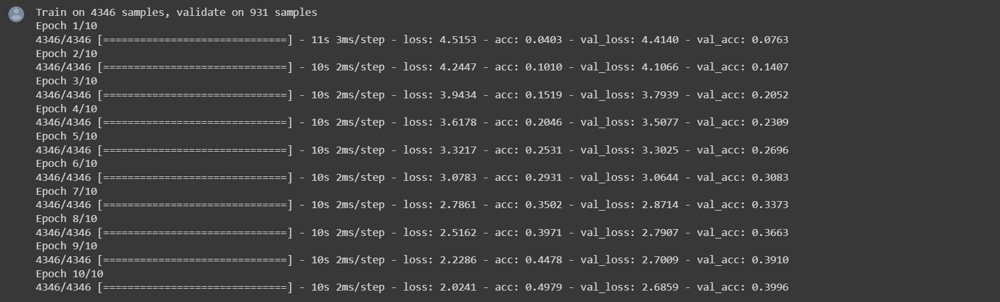 Train on 4346 samples, validate on 931 samples
Epoch 1/10
4346/4346 [==============================] - 11s 3ms/step - loss: 4.5153 - acc: 0.0403 - val_loss: 4.4140 - val_acc: 0.0763
Epoch 2/10
4346/4346 [==============================] - 10s 2ms/step - loss: 4.2447 - acc: 0.1010 - val_loss: 4.1066 - val_acc: 0.1407
Epoch 3/10
4346/4346 [==============================] - 10s 2ms/step - loss: 3.9434 - acc: 0.1519 - val_loss: 3.7939 - val_acc: 0.2052
Epoch 4/10
4346/4346 [==============================] - 10s 2ms/step - loss: 3.6178 - acc: 0.2046 - val_loss: 3.5077 - val_acc: 0.2309
Epoch 5/10
4346/4346 [==============================] - 10s 2ms/step - loss: 3.3217 - acc: 0.2531 - val_loss: 3.3025 - val_acc: 0.2696
Epoch 6/10
4346/4346 [==============================] - 10s 2ms/step - loss: 3.0783 - acc: 0.2931 - val_loss: 3.0644 - val_acc: 0.3083
Epoch 7/10
4346/4346 [==============================] - 10s 2ms/step - loss: 2.7861 - acc: 0.3502 - val_loss: 2.8714 - val_acc: 0.3373
Epoch 8/10
4346/4346 [==============================] - 10s 2ms/step - loss: 2.5162 - acc: 0.3971 - val_loss: 2.7907 - val_acc: 0.3663
Epoch 9/10
4346/4346 [==============================] - 10s 2ms/step - loss: 2.2286 - acc: 0.4478 - val_loss: 2.7009 - val_acc: 0.3910
Epoch 10/10
4346/4346 [==============================] - 10s 2ms/step - loss: 2.0241 - acc: 0.4979 - val_loss: 2.6859 - val_acc: 0.3996